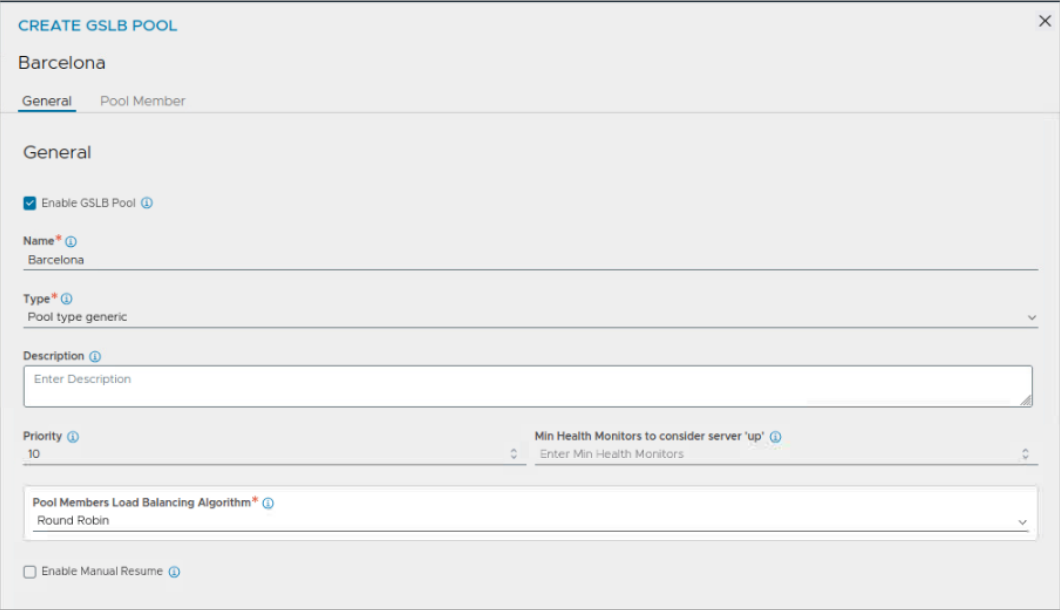 CREATE GSLB POOL
Barcelona
General Pool Member
General
Enable GSLB Pool
Name*
Barcelona
Type*
Pool type generic
Description
Enter Description
Priority Min Health Monitors to consider server 'up'
10 Enter Min Health Monitors
Pool Members Load Balancing Algorithm*
Round Robin
Enable Manual Resume